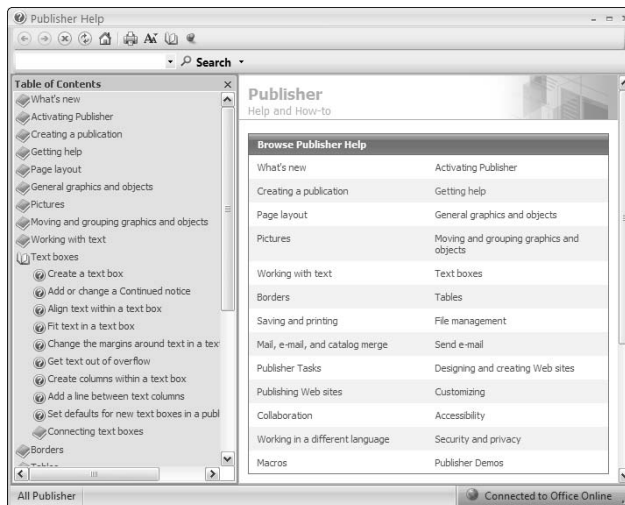 Publisher Help
Search
Table of Contents
What's new
Activating Publisher
Creating a publication
Getting help
Page layout
General graphics and objects
Pictures
Moving and grouping graphics and objects
Working with text
Text boxes
Create a text box
Add or change a Continued notice
Align text within a text box
Fit text in a text box
Change the margins around text in a tex
Get text out of overflow
Create columns within a text box
Add a line between text columns
Set defaults for new text boxes in a publ
Connecting text boxes
Borders
Tables
Publisher
Help and How-to
Browse Publisher Help
What's new Activating Publisher
Creating a publication Getting help
Page layout General graphics and objects
Pictures Moving and grouping graphics and
objects
Working with text Text boxes
Borders Tables
Saving and printing File management
Mail, e-mail, and catalog merge Send e-mail
Publisher Tasks Designing and creating Web sites
Publishing Web sites Customizing
Collaboration Accessibility
Working in a different language Security and privacy
Macros Publisher Demos
All Publisher
Connected to Office Online